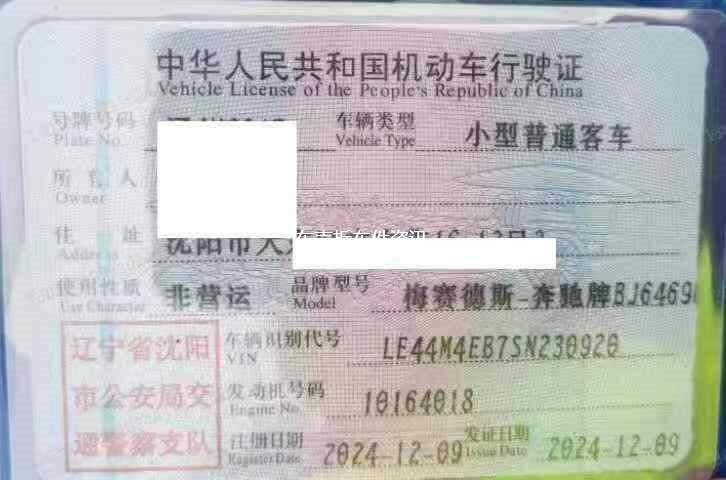 中华人民共和国机动车行驶证
Vehicle License of the People's Republic of China
号牌号码 车辆类型 小型普通客车
Plate No. Vehicle Type
所有人
Owner
住址 沈阳市
Address
使用性质 非营运 品牌型号 梅赛德斯-奔驰牌BJ6469
Use Character Model
辽宁省沈阳 车辆识别代号 LE44M4EB7SN230920
VIN
市公安局交 发动机号码 10164018
Engine No.
通警察支队 注册日期 2024-12-09 发证日期 2024-12-09
Register Date Issue Date